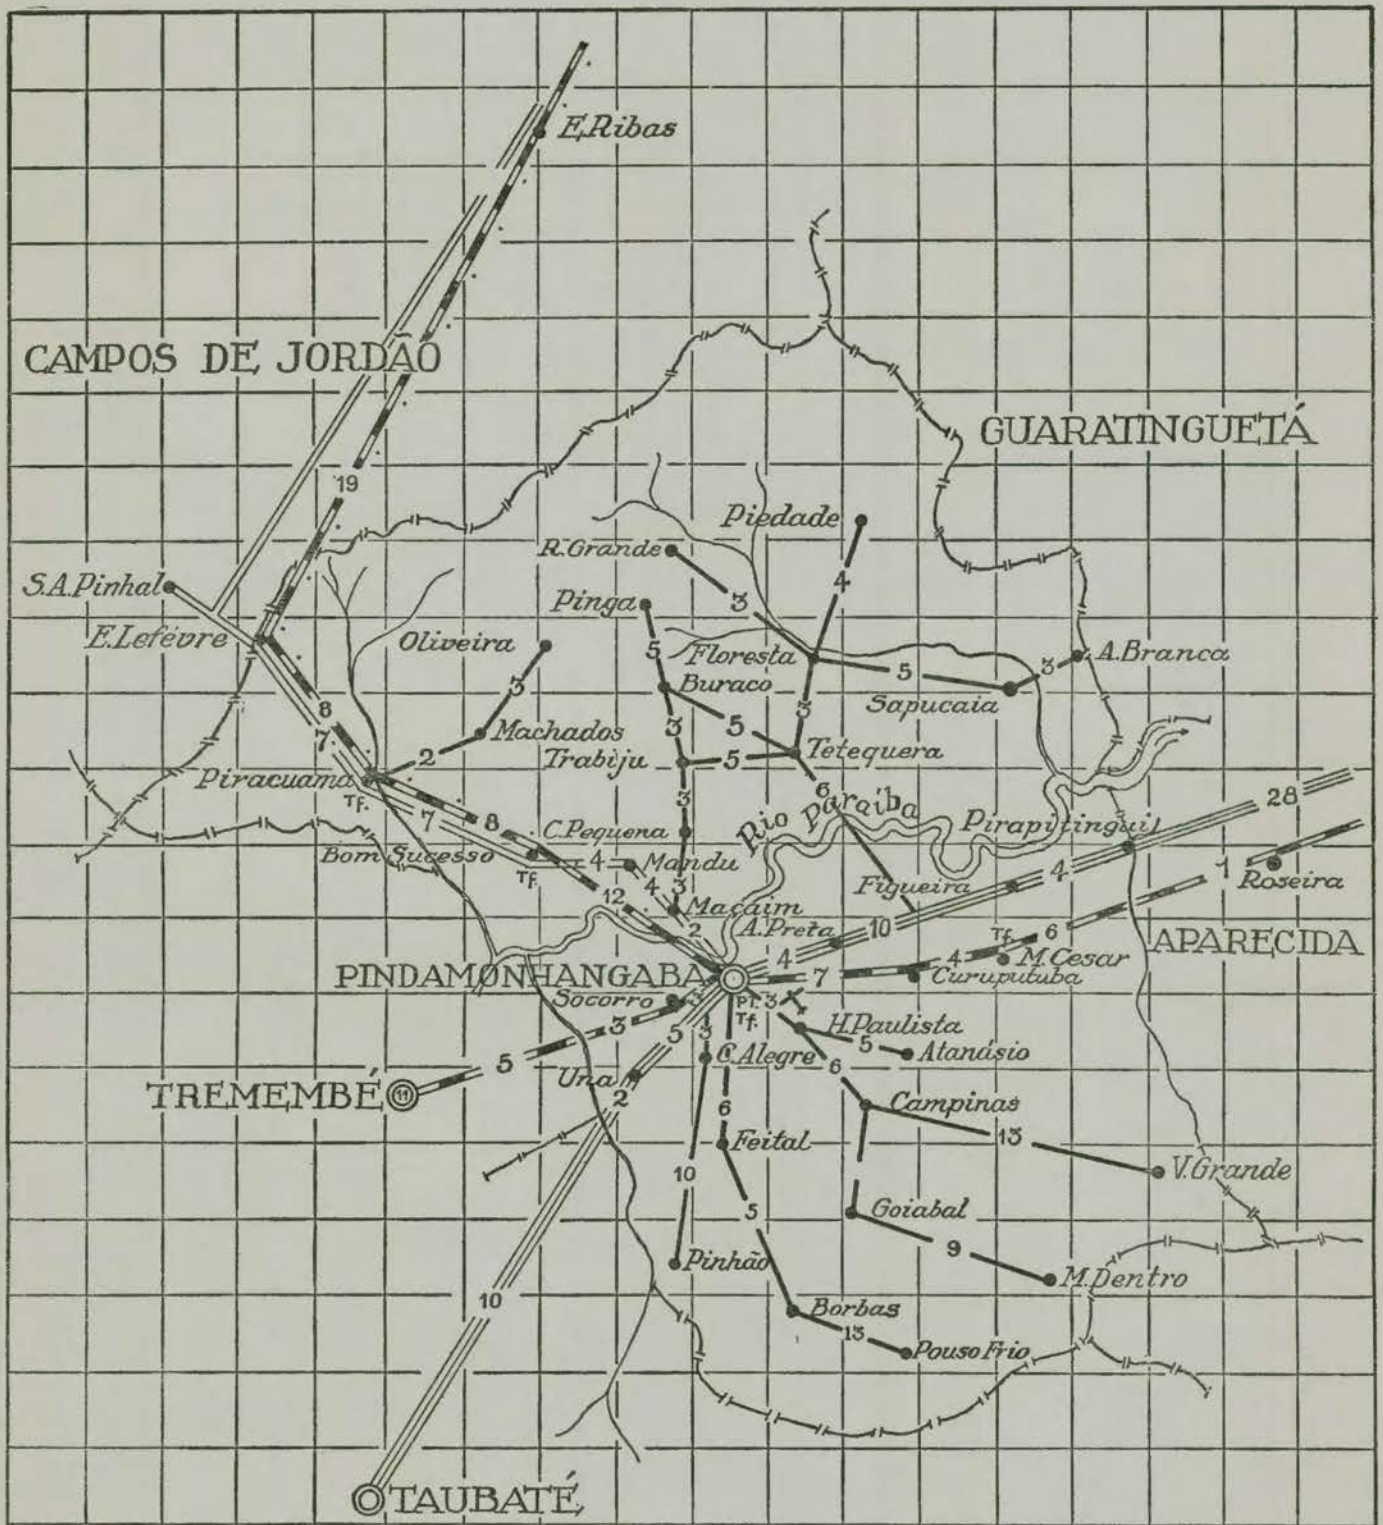 E.Ribas
CAMPOS DE JORDÃO
GUARATINGUETÁ
19
Piedade
R.Grande
4
S.A.Pinhal
Pinga
3
E.Lefévre
Oliveira
5
Floresta
5
3
A.Branca
3
Buraco
Sapucaia
8
7
3
5
3
2
Machados
Trabiju
5
Tetequera
Piracuama
Tf.
6
28
7
8
C.Pequena
3
Rio Paraiba
Pirapitingui
Bom Sucesso
4
Mandu
Tf.
4
3
4
1
Roseira
Figueira
12
Macaim
2
A.Preta
10
Tf.
6
APARECIDA
4
4
M.Cesar
PINDAMONHANGABA
7
Curuputuba
Socorro
3
PT.
3
Tf.
3
5
3
H.Paulista
5
C.Alegre
5
Atanásio
Una
6
TREMEMBÉ
11
2
6
Campinas
13
Feital
10
V.Grande
5
Goiabal
9
Pinhão
M.Dentro
10
Borbas
13
Pouso Frio
TAUBATÉ